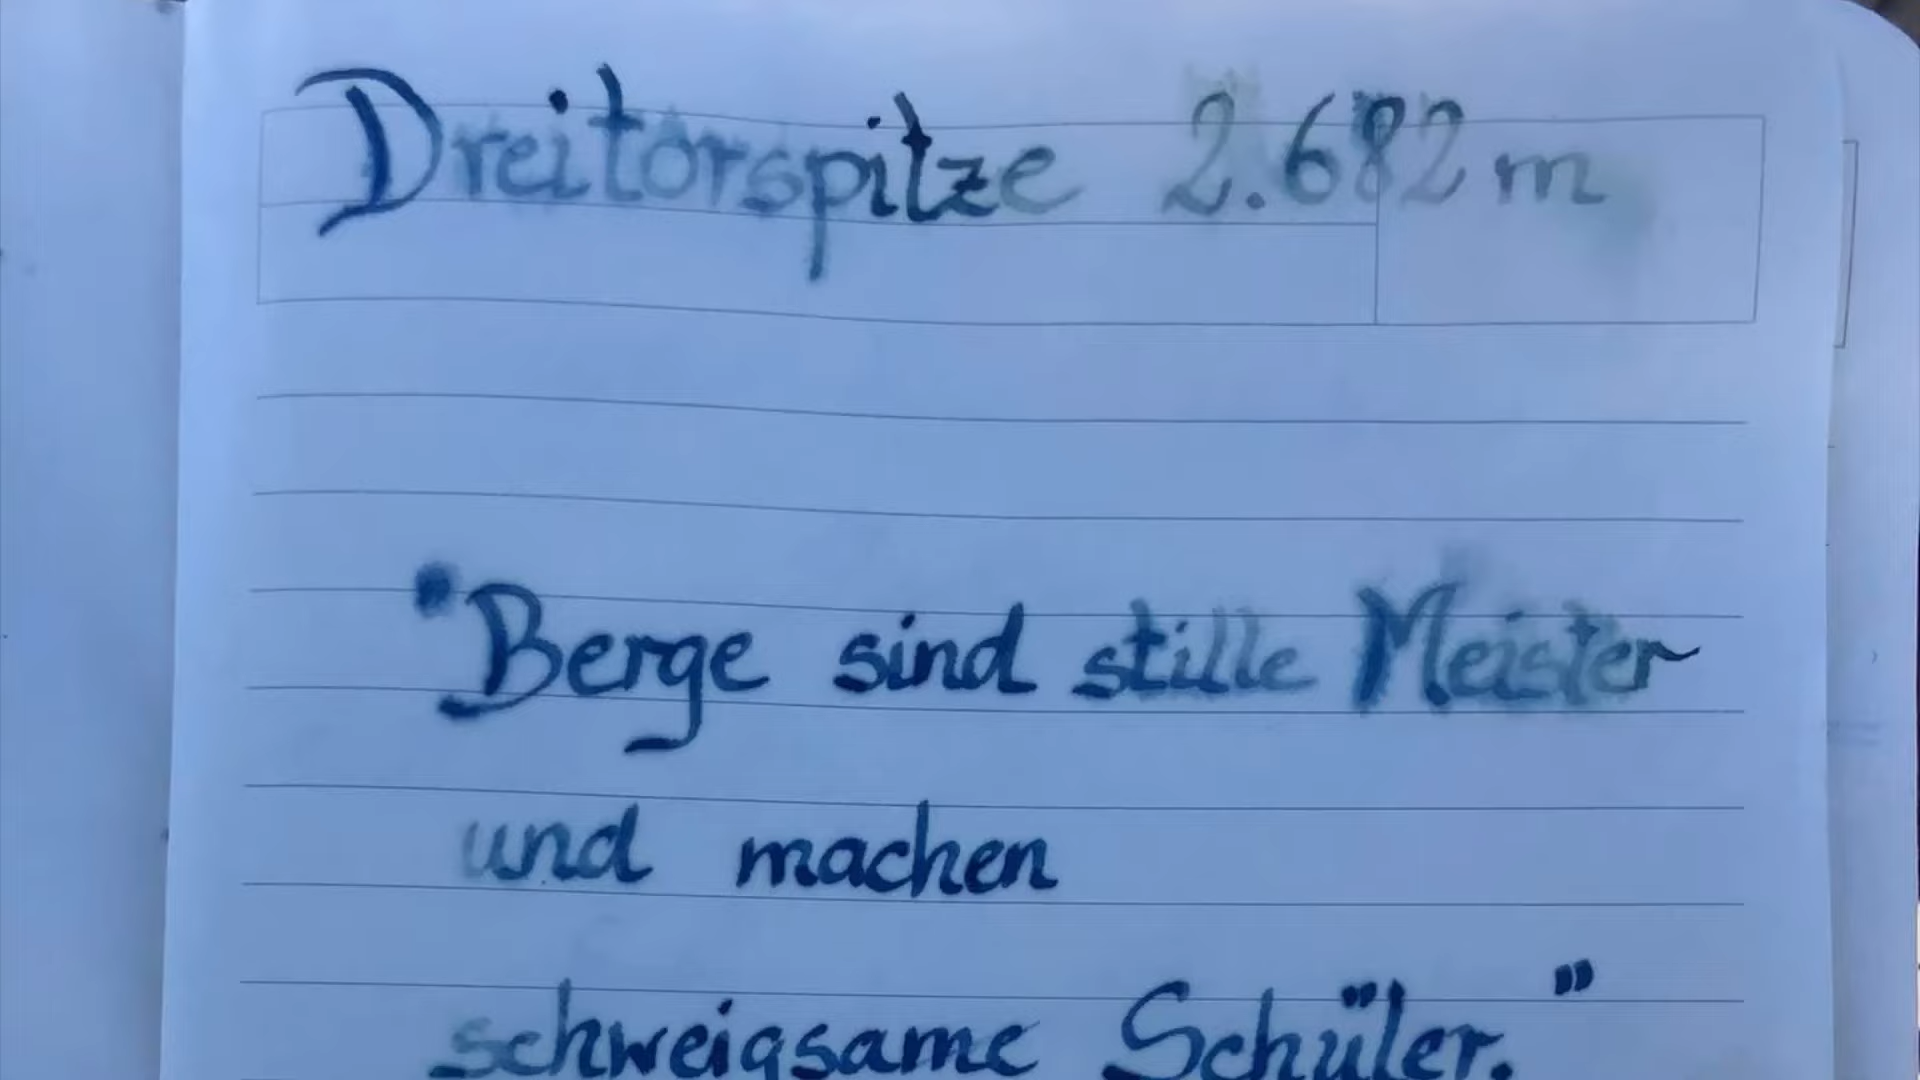 Dreitorspitze 2.682 m
"Berge sind stille Meister
und machen
schweigsame Schüler."